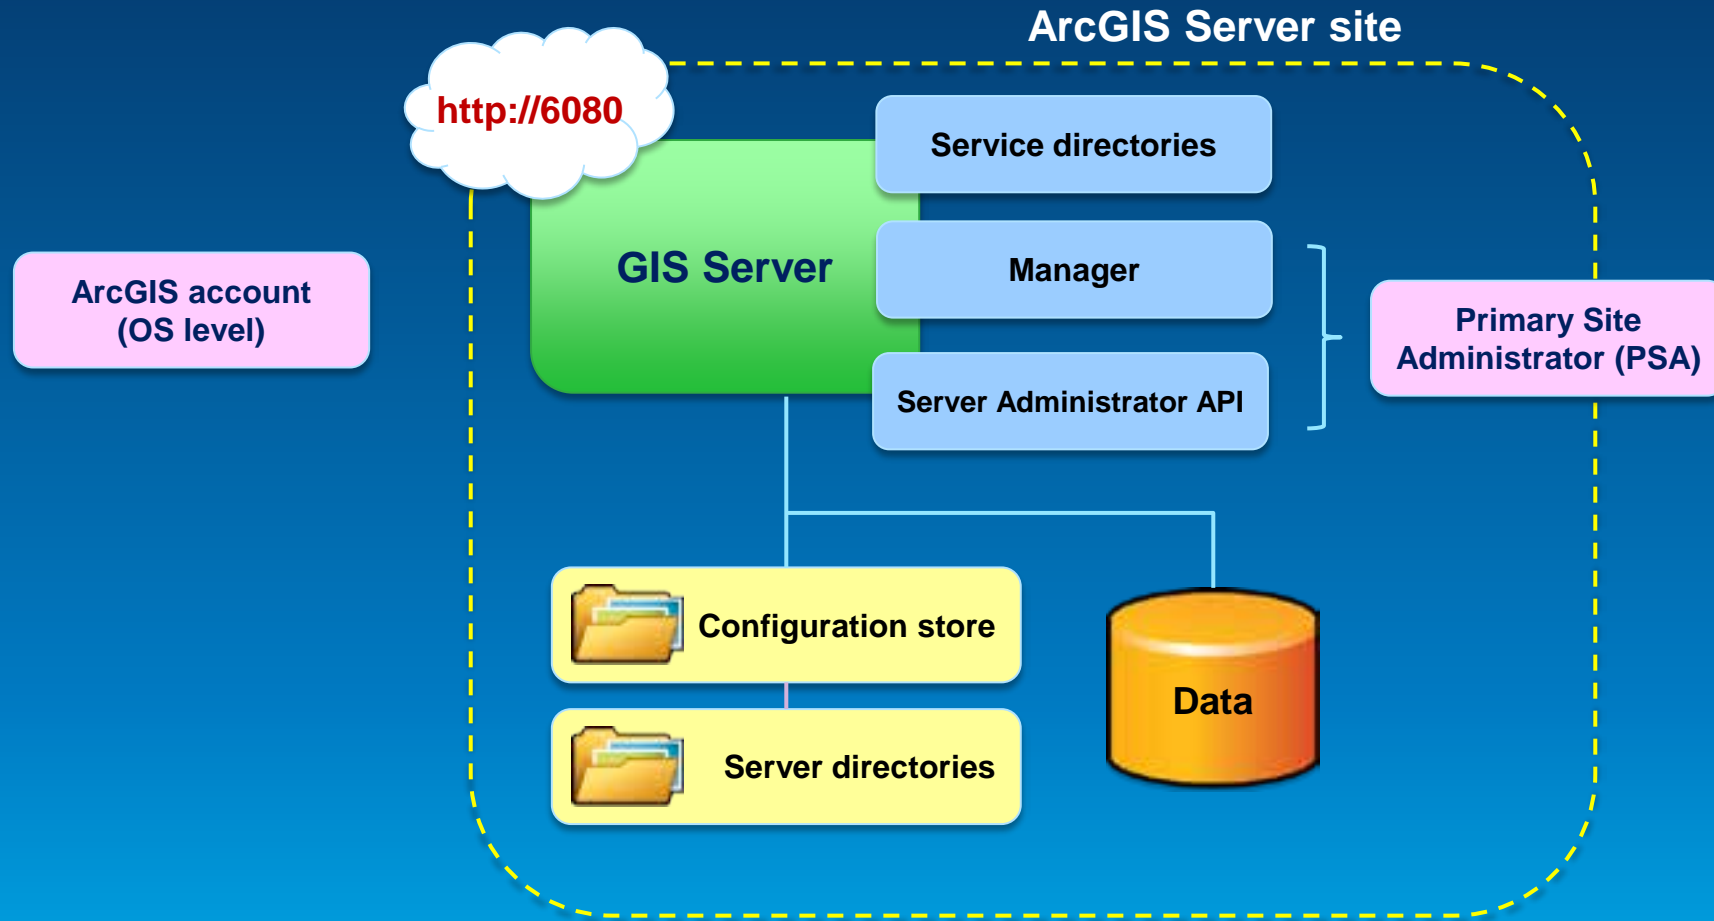 ArcGIS Server site
http://6080
Service directories
GIS Server
Manager
ArcGIS account
(OS level)
Primary Site
Administrator (PSA)
Server Administrator API
Configuration store
Data
Server directories